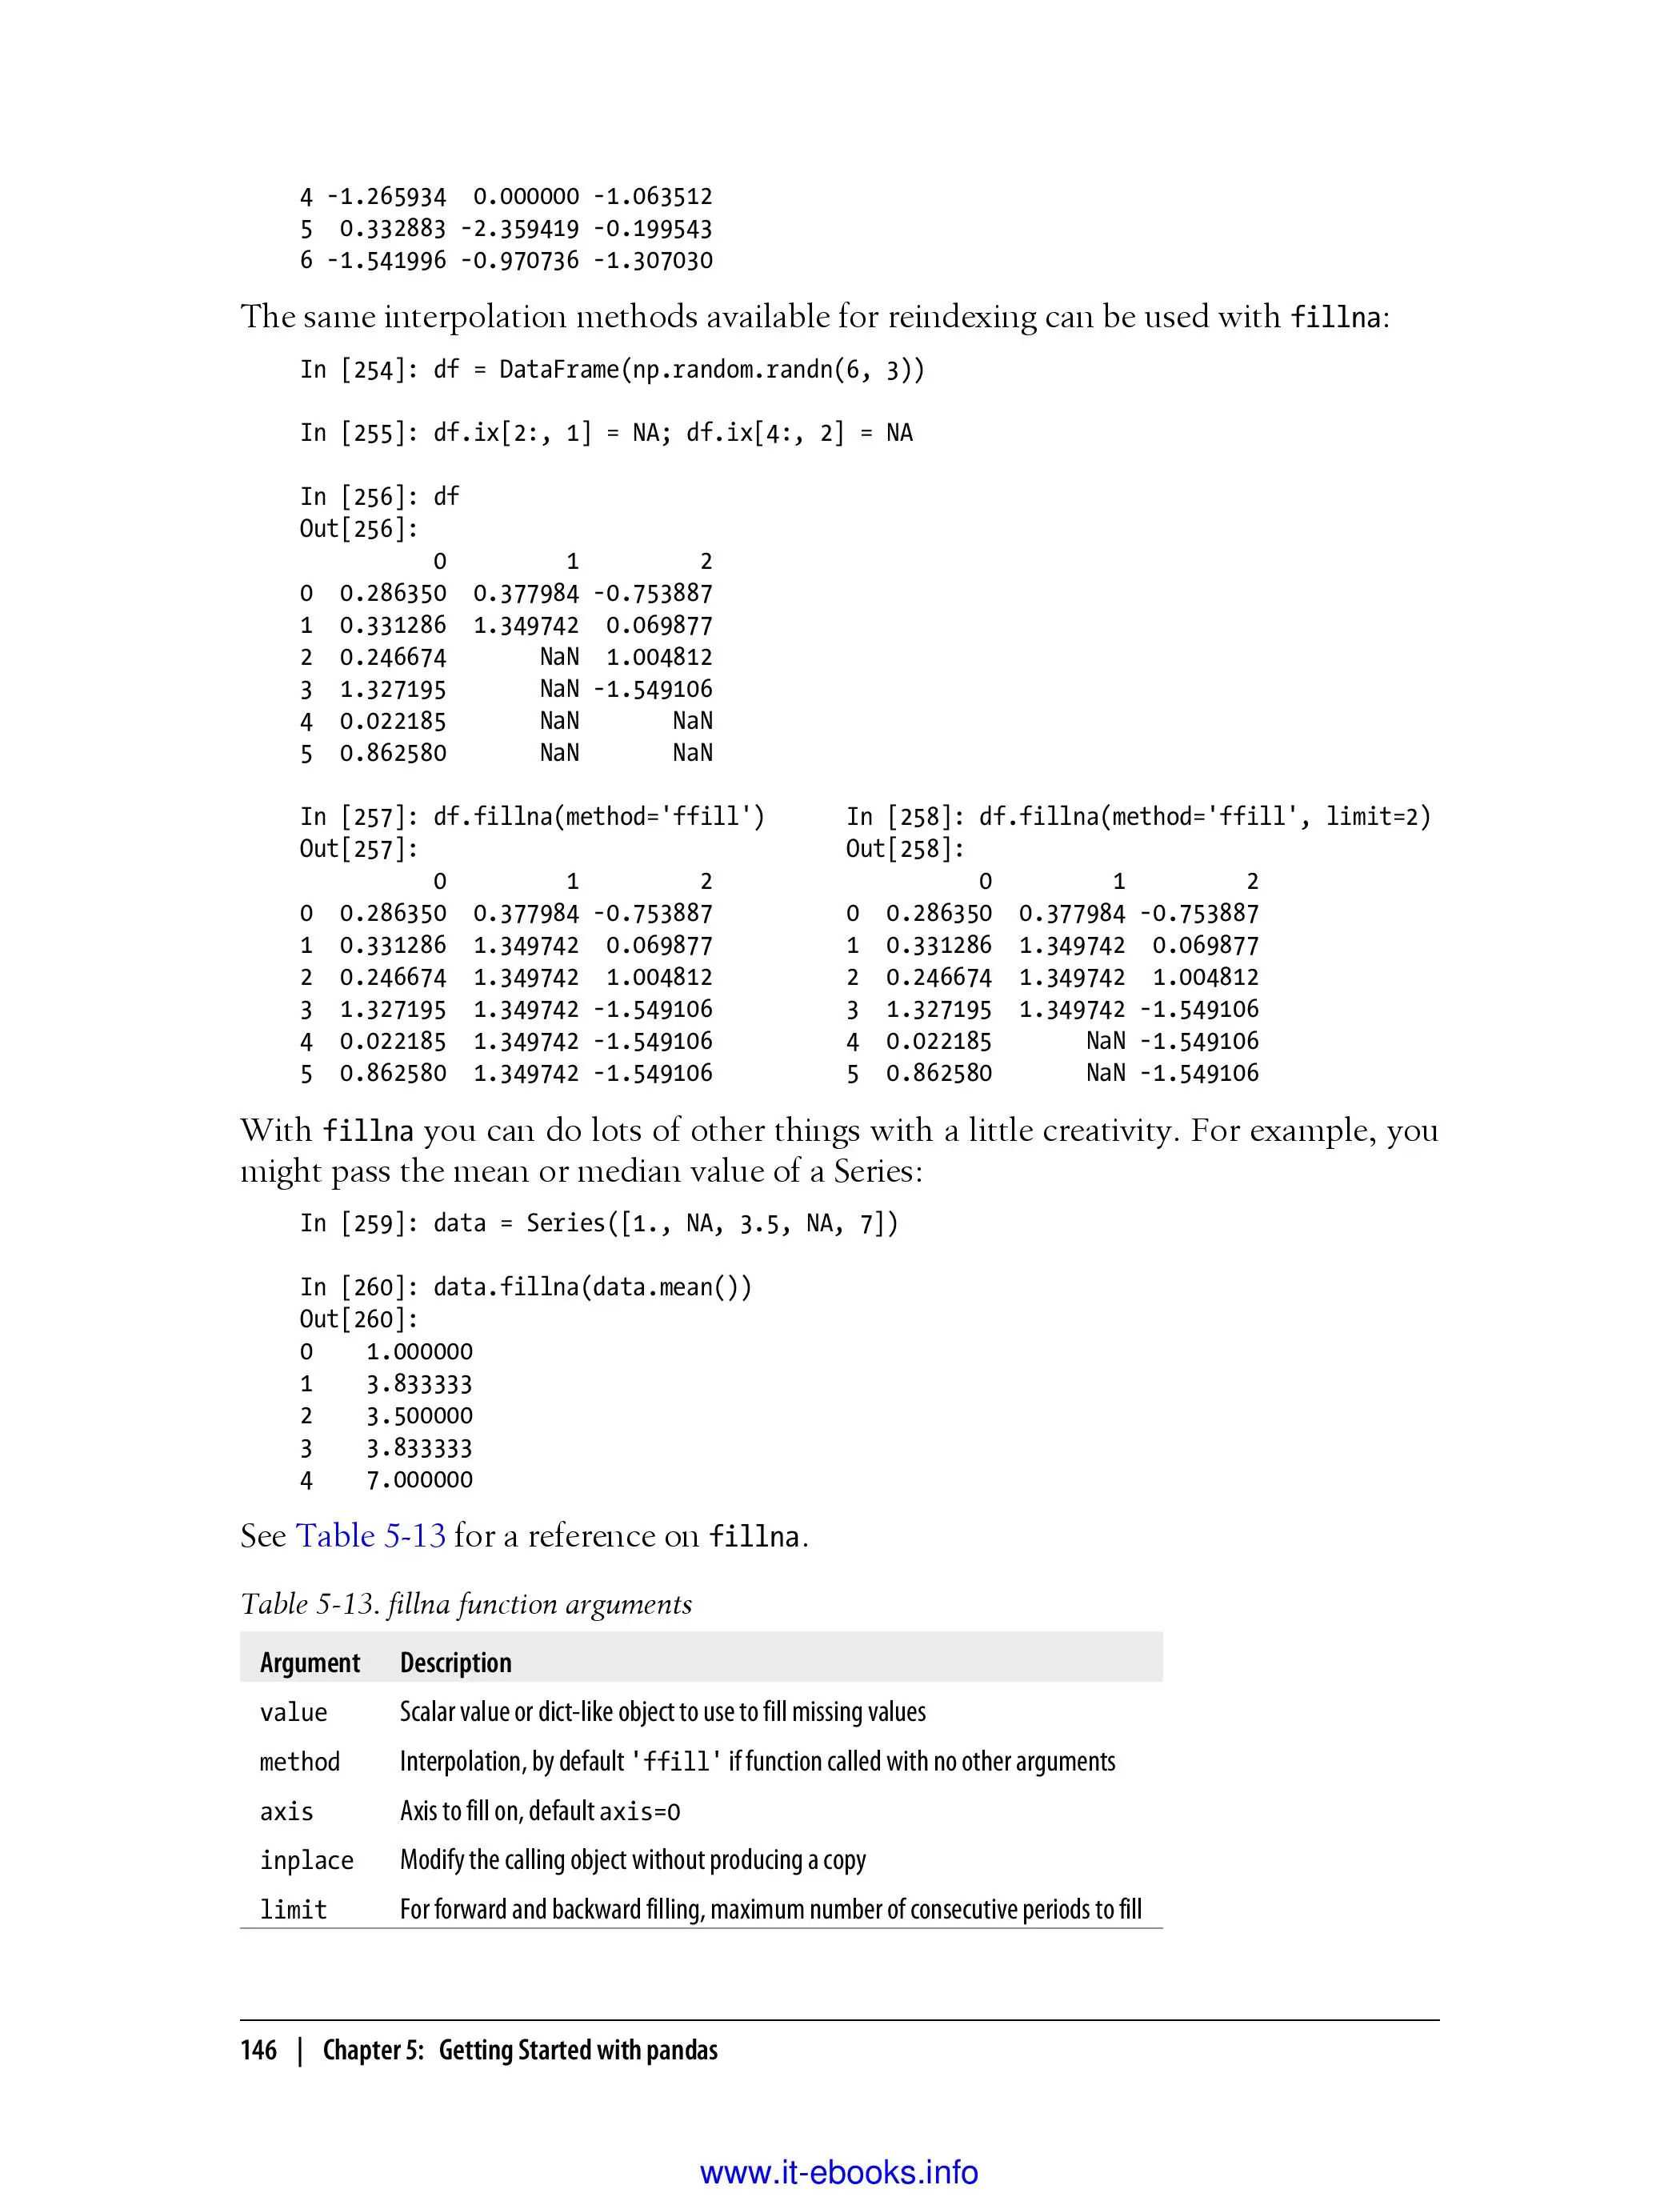 4 -1.265934  0.000000 -1.063512
5  0.332883 -2.359419 -0.199543
6 -1.541996 -0.970736 -1.307030
The same interpolation methods available for reindexing can be used with fillna:
In [254]: df = DataFrame(np.random.randn(6, 3))
In [255]: df.ix[2:, 1] = NA; df.ix[4:, 2] = NA
In [256]: df
Out[256]:
          0         1         2
0  0.286350  0.377984 -0.753887
1  0.331286  1.349742  0.069877
2  0.246674       NaN  1.004812
3  1.327195       NaN -1.549106
4  0.022185       NaN       NaN
5  0.862580       NaN       NaN
In [257]: df.fillna(method='ffill')      In [258]: df.fillna(method='ffill', limit=2)
Out[257]:                                Out[258]:
          0         1         2                    0         1         2
0  0.286350  0.377984 -0.753887          0  0.286350  0.377984 -0.753887
1  0.331286  1.349742  0.069877          1  0.331286  1.349742  0.069877
2  0.246674  1.349742  1.004812          2  0.246674  1.349742  1.004812
3  1.327195  1.349742 -1.549106          3  1.327195  1.349742 -1.549106
4  0.022185  1.349742 -1.549106          4  0.022185       NaN -1.549106
5  0.862580  1.349742 -1.549106          5  0.862580       NaN -1.549106
With fillna you can do lots of other things with a little creativity. For example, you
might pass the mean or median value of a Series:
In [259]: data = Series([1., NA, 3.5, NA, 7])
In [260]: data.fillna(data.mean())
Out[260]:
0    1.000000
1    3.833333
2    3.500000
3    3.833333
4    7.000000
See Table 5-13 for a reference on fillna.
Table 5-13. fillna function arguments
Argument Description
value Scalar value or dict-like object to use to fill missing values
method Interpolation, by default 'ffill' if function called with no other arguments
axis Axis to fill on, default axis=0
inplace Modify the calling object without producing a copy
limit For forward and backward filling, maximum number of consecutive periods to fill
146 | Chapter 5: Getting Started with pandas
www.it-ebooks.info